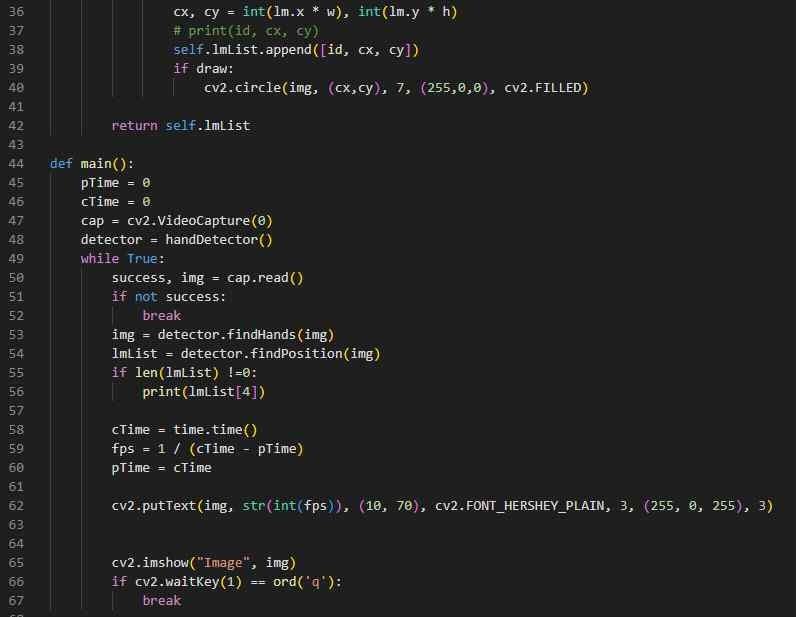 36                    cx, cy = int(lm.x * w), int(lm.y * h)
37                    # print(id, cx, cy)
38                    self.lmList.append([id, cx, cy])
39                    if draw:
40                        cv2.circle(img, (cx,cy), 7, (255,0,0), cv2.FILLED)
41
42            return self.lmList
43
44    def main():
45        pTime = 0
46        cTime = 0
47        cap = cv2.VideoCapture(0)
48        detector = handDetector()
49        while True:
50            success, img = cap.read()
51            if not success:
52                break
53            img = detector.findHands(img)
54            lmList = detector.findPosition(img)
55            if len(lmList) !=0:
56                print(lmList[4])
57
58            cTime = time.time()
59            fps = 1 / (cTime - pTime)
60            pTime = cTime
61
62            cv2.putText(img, str(int(fps)), (10, 70), cv2.FONT_HERSHEY_PLAIN, 3, (255, 0, 255), 3)
63
64
65            cv2.imshow("Image", img)
66            if cv2.waitKey(1) == ord('q'):
67                break